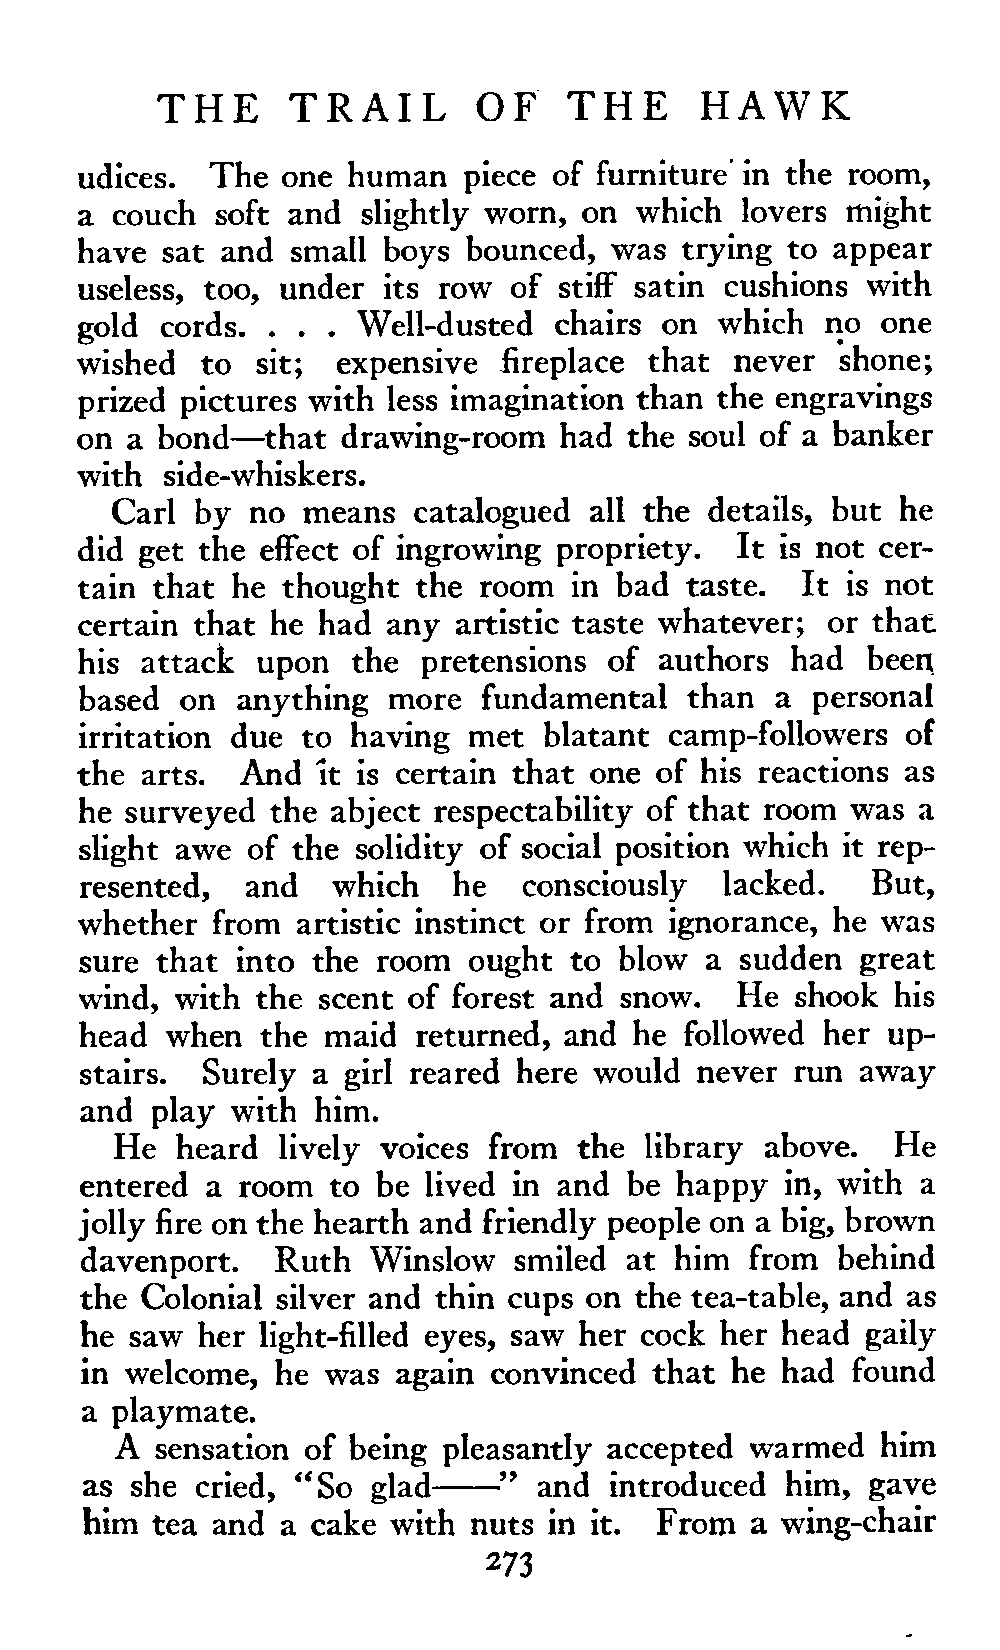 THE TRAIL OF THE HAWK
udices. The one human piece of furniture in the room,
a couch soft and slightly worn, on which lovers might
have sat and small boys bounced, was trying to appear
useless, too, under its row of stiff satin cushions with
gold cords. . . . Well-dusted chairs on which no one
wished to sit; expensive fireplace that never shone;
prized pictures with less imagination than the engravings
on a bond—that drawing-room had the soul of a banker
with side-whiskers.
Carl by no means catalogued all the details, but he
did get the effect of ingrowing propriety. It is not cer-
tain that he thought the room in bad taste. It is not
certain that he had any artistic taste whatever; or that
his attack upon the pretensions of authors had been
based on anything more fundamental than a personal
irritation due to having met blatant camp-followers of
the arts. And it is certain that one of his reactions as
he surveyed the abject respectability of that room was a
slight awe of the solidity of social position which it rep-
resented, and which he consciously lacked. But,
whether from artistic instinct or from ignorance, he was
sure that into the room ought to blow a sudden great
wind, with the scent of forest and snow. He shook his
head when the maid returned, and he followed her up-
stairs. Surely a girl reared here would never run away
and play with him.
He heard lively voices from the library above. He
entered a room to be lived in and be happy in, with a
jolly fire on the hearth and friendly people on a big, brown
davenport. Ruth Winslow smiled at him from behind
the Colonial silver and thin cups on the tea-table, and as
he saw her light-filled eyes, saw her cock her head gaily
in welcome, he was again convinced that he had found
a playmate.
A sensation of being pleasantly accepted warmed him
as she cried, "So glad——" and introduced him, gave
him tea and a cake with nuts in it. From a wing-chair
273